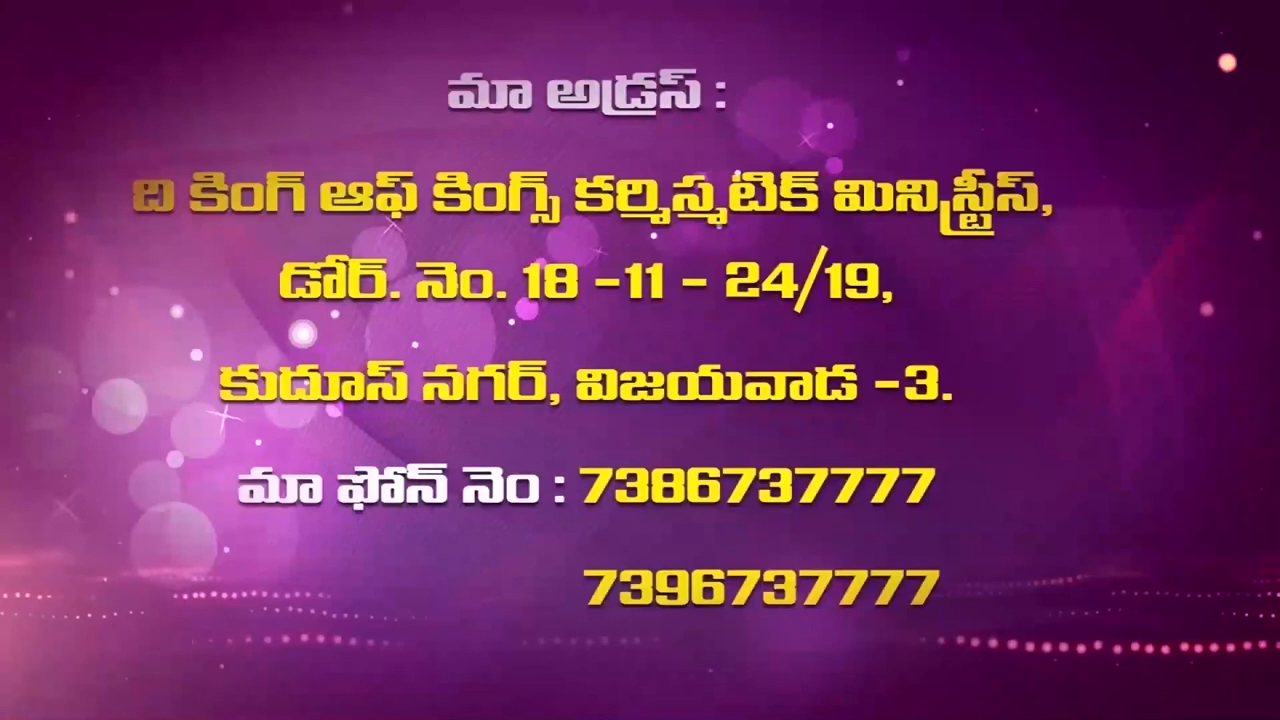 మా అడ్రస్ :
ది కింగ్ ఆఫ్ కింగ్స్ కర్మిస్మటిక్ మినిస్ట్రీస్,
డోర్. నెం. 18 -11 - 24/19,
కుదూస్ నగర్, విజయవాడ -3.
మా ఫోన్ నెం : 7386737777
7396737777